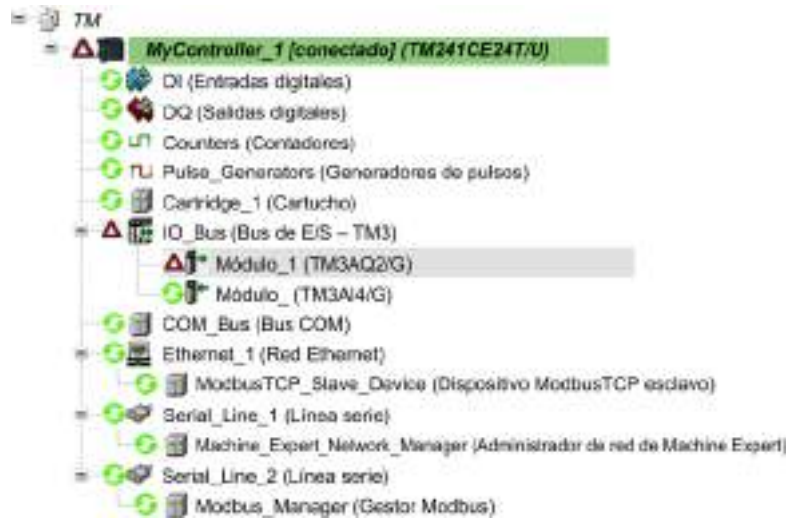 TM
MyController_1 [conectado] (TM241CE24T/U)
DI (Entradas digitales)
DQ (Salidas digitales)
Counters (Contadores)
Pulse_Generators (Generadores de pulsos)
Cartridge_1 (Cartucho)
IO_Bus (Bus de E/S – TM3)
Módulo_1 (TM3AQ2/G)
Módulo_ (TM3AI4/G)
COM_Bus (Bus COM)
Ethernet_1 (Red Ethernet)
ModbusTCP_Slave_Device (Dispositivo ModbusTCP esclavo)
Serial_Line_1 (Línea serie)
Machine_Expert_Network_Manager (Administrador de red de Machine Expert)
Serial_Line_2 (Línea serie)
Modbus_Manager (Gestor Modbus)